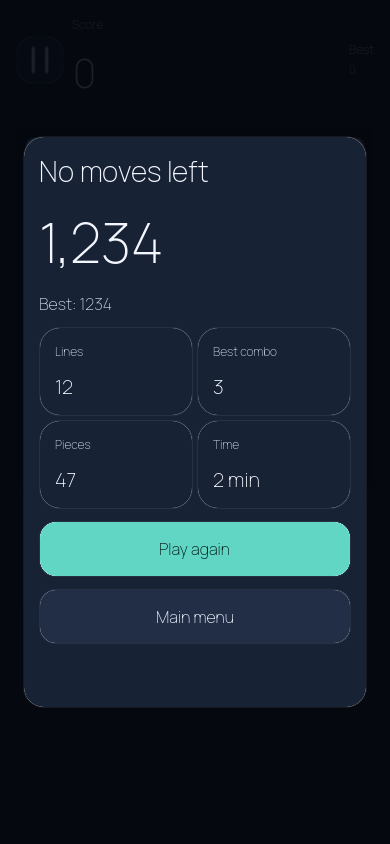 Score
0
Best
0
No moves left
1,234
Best: 1234
Lines
12
Best combo
3
Pieces
47
Time
2 min
Play again
Main menu